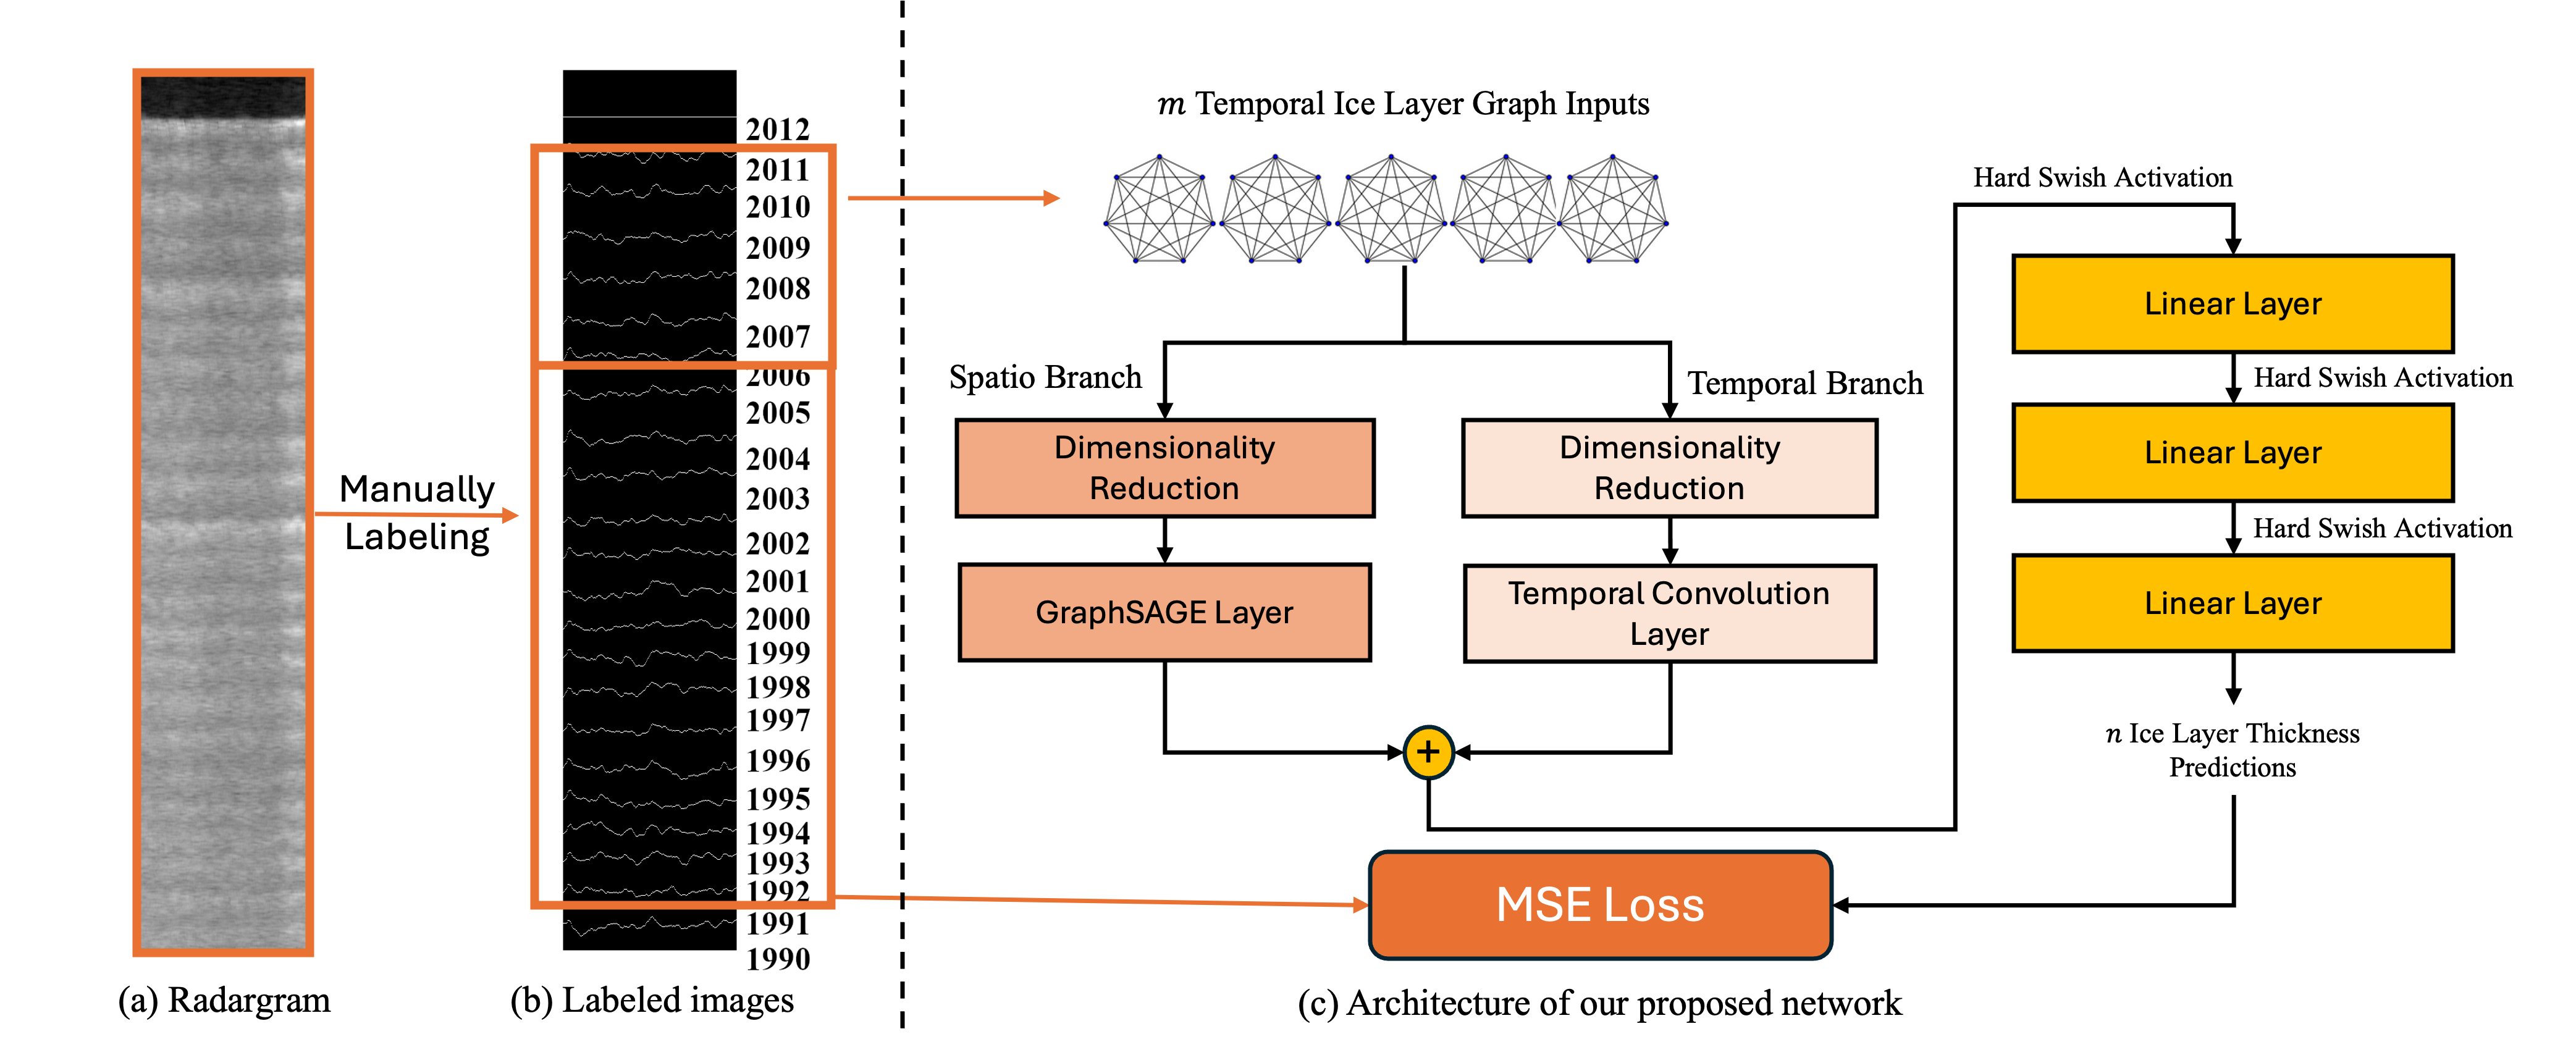 2012
2011
2010
2009
2008
2007
2006
2005
2004
2003
2002
2001
2000
1999
1998
1997
1996
1995
1994
1993
1992
1991
1990
Manually
Labeling
(a) Radargram
(b) Labeled images
m Temporal Ice Layer Graph Inputs
Spatio Branch
Temporal Branch
Dimensionality
Reduction
Dimensionality
Reduction
GraphSAGE Layer
Temporal Convolution
Layer
+
Hard Swish Activation
Linear Layer
Hard Swish Activation
Linear Layer
Hard Swish Activation
Linear Layer
n Ice Layer Thickness
Predictions
MSE Loss
(c) Architecture of our proposed network